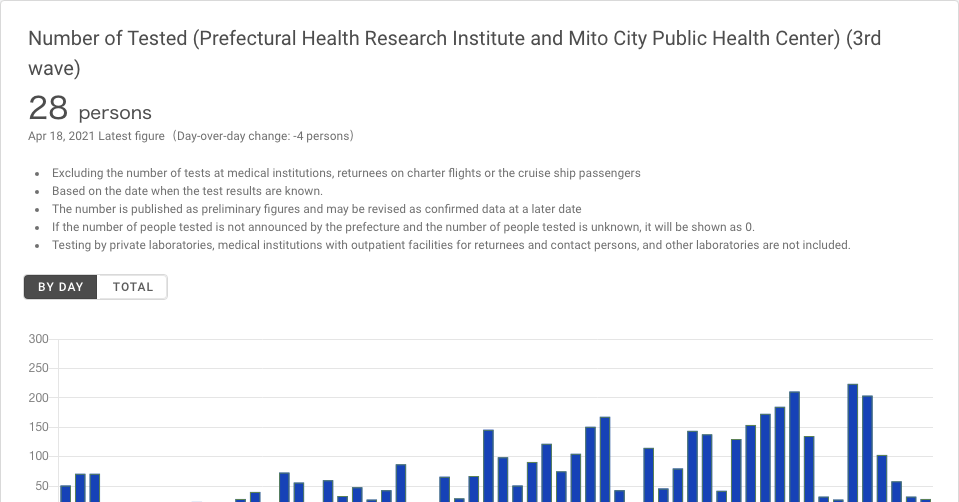 Number of Tested (Prefectural Health Research Institute and Mito City Public Health Center) (3rd
wave)
28 persons
Apr 18, 2021 Latest figure（Day-over-day change: -4 persons）
• Excluding the number of tests at medical institutions, returnees on charter flights or the cruise ship passengers
• Based on the date when the test results are known.
• The number is published as preliminary figures and may be revised as confirmed data at a later date
• If the number of people tested is not announced by the prefecture and the number of people tested is unknown, it will be shown as 0.
• Testing by private laboratories, medical institutions with outpatient facilities for returnees and contact persons, and other laboratories are not included.
BY DAY TOTAL
300
250
200
150
100
50